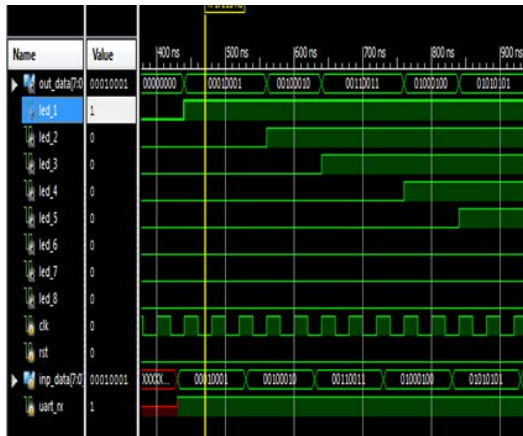 Name Value 400 ns 500 ns 600 ns 700 ns 800 ns 900 ns
out_data[7:0] 00010001 00000000 00010001 00100010 00110011 01000100 01010101
led_1 1
led_2 0
led_3 0
led_4 0
led_5 0
led_6 0
led_7 0
led_8 0
clk 0
rst 0
inp_data[7:0] 00010001 00010001 00100010 00110011 01000100 01010101
uart_rx 1